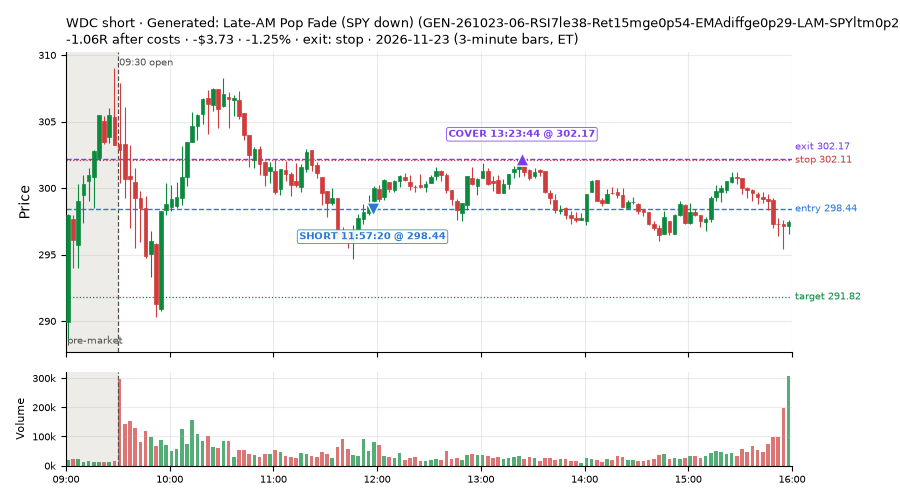 WDC short · Generated: Late-AM Pop Fade (SPY down) (GEN-261023-06-RSI7le38-Ret15mge0p54-EMAdiffge0p29-LAM-SPYltm0p2
-1.06R after costs · -$3.73 · -1.25% · exit: stop · 2026-11-23 (3-minute bars, ET)
310
09:30 open
305
COVER 13:23:44 @ 302.17
exit 302.17
stop 302.11
300
entry 298.44
SHORT 11:57:20 @ 298.44
295
target 291.82
290
pre-market
Price
300k
200k
100k
0k
Volume
09:00 10:00 11:00 12:00 13:00 14:00 15:00 16:00